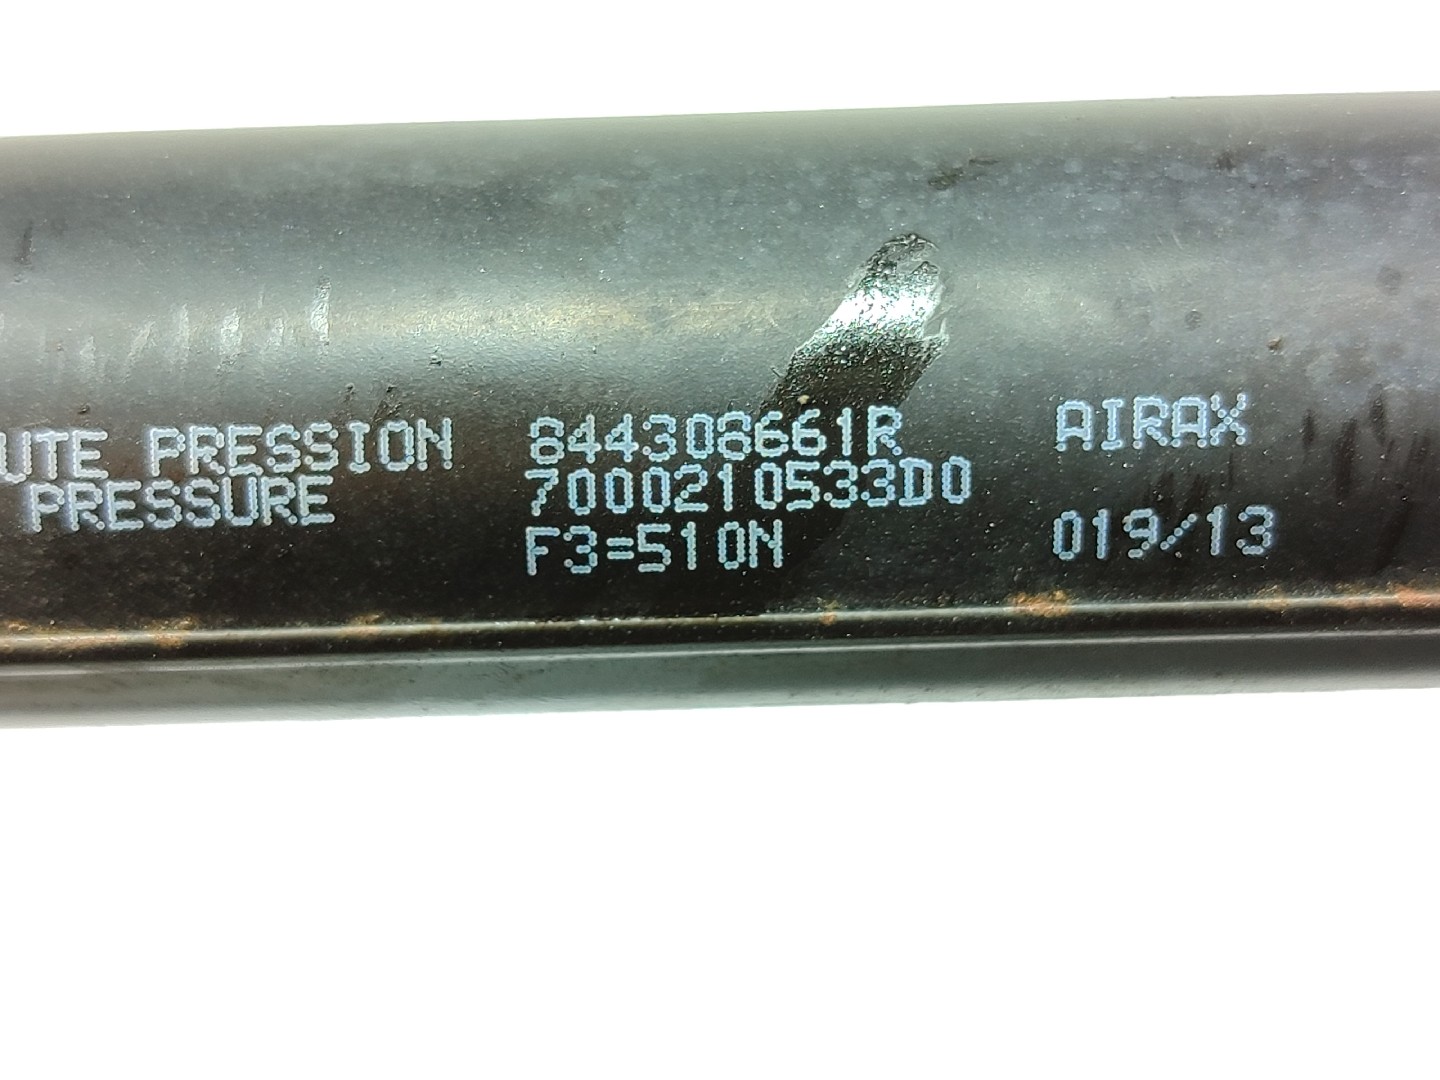 UTE PRESSION 844308661R AIRAX
PRESSURE 7000210533D0
F3=510N 019/13